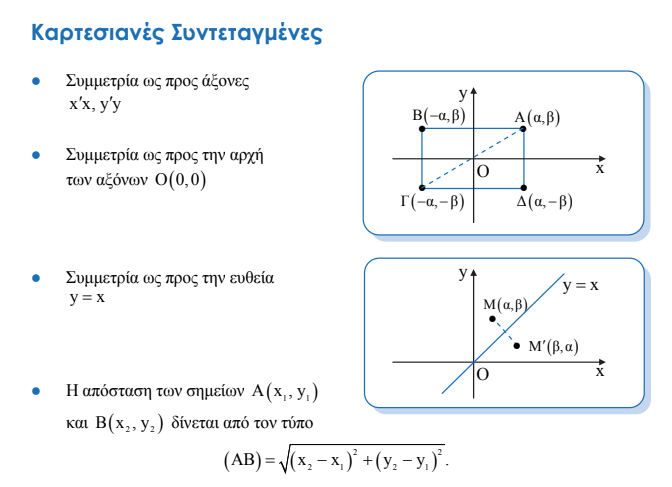 Καρτεσιανές Συντεταγμένες
● Συμμετρία ως προς άξονες
x′x, y′y
● Συμμετρία ως προς την αρχή
των αξόνων O(0,0)
y
B(−α,β) A(α,β)
O x
Γ(−α,−β) Δ(α,−β)
● Συμμετρία ως προς την ευθεία
y = x
y
y = x
M(α,β)
M′(β,α)
O x
● Η απόσταση των σημείων A(x₁, y₁)
και B(x₂, y₂) δίνεται από τον τύπο
(AB) = √((x₂ − x₁)² + (y₂ − y₁)²).